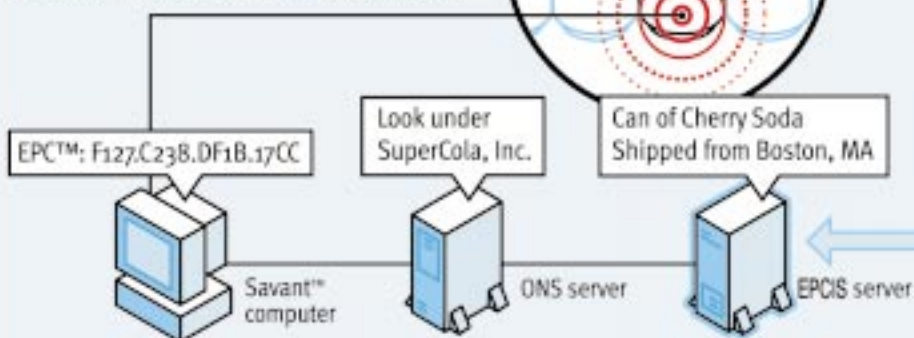 EPC™: F127.C238.DF1B.17CC
Look under
SuperCola, Inc.
Can of Cherry Soda
Shipped from Boston, MA
Savant™
computer
ONS server
EPCIS server